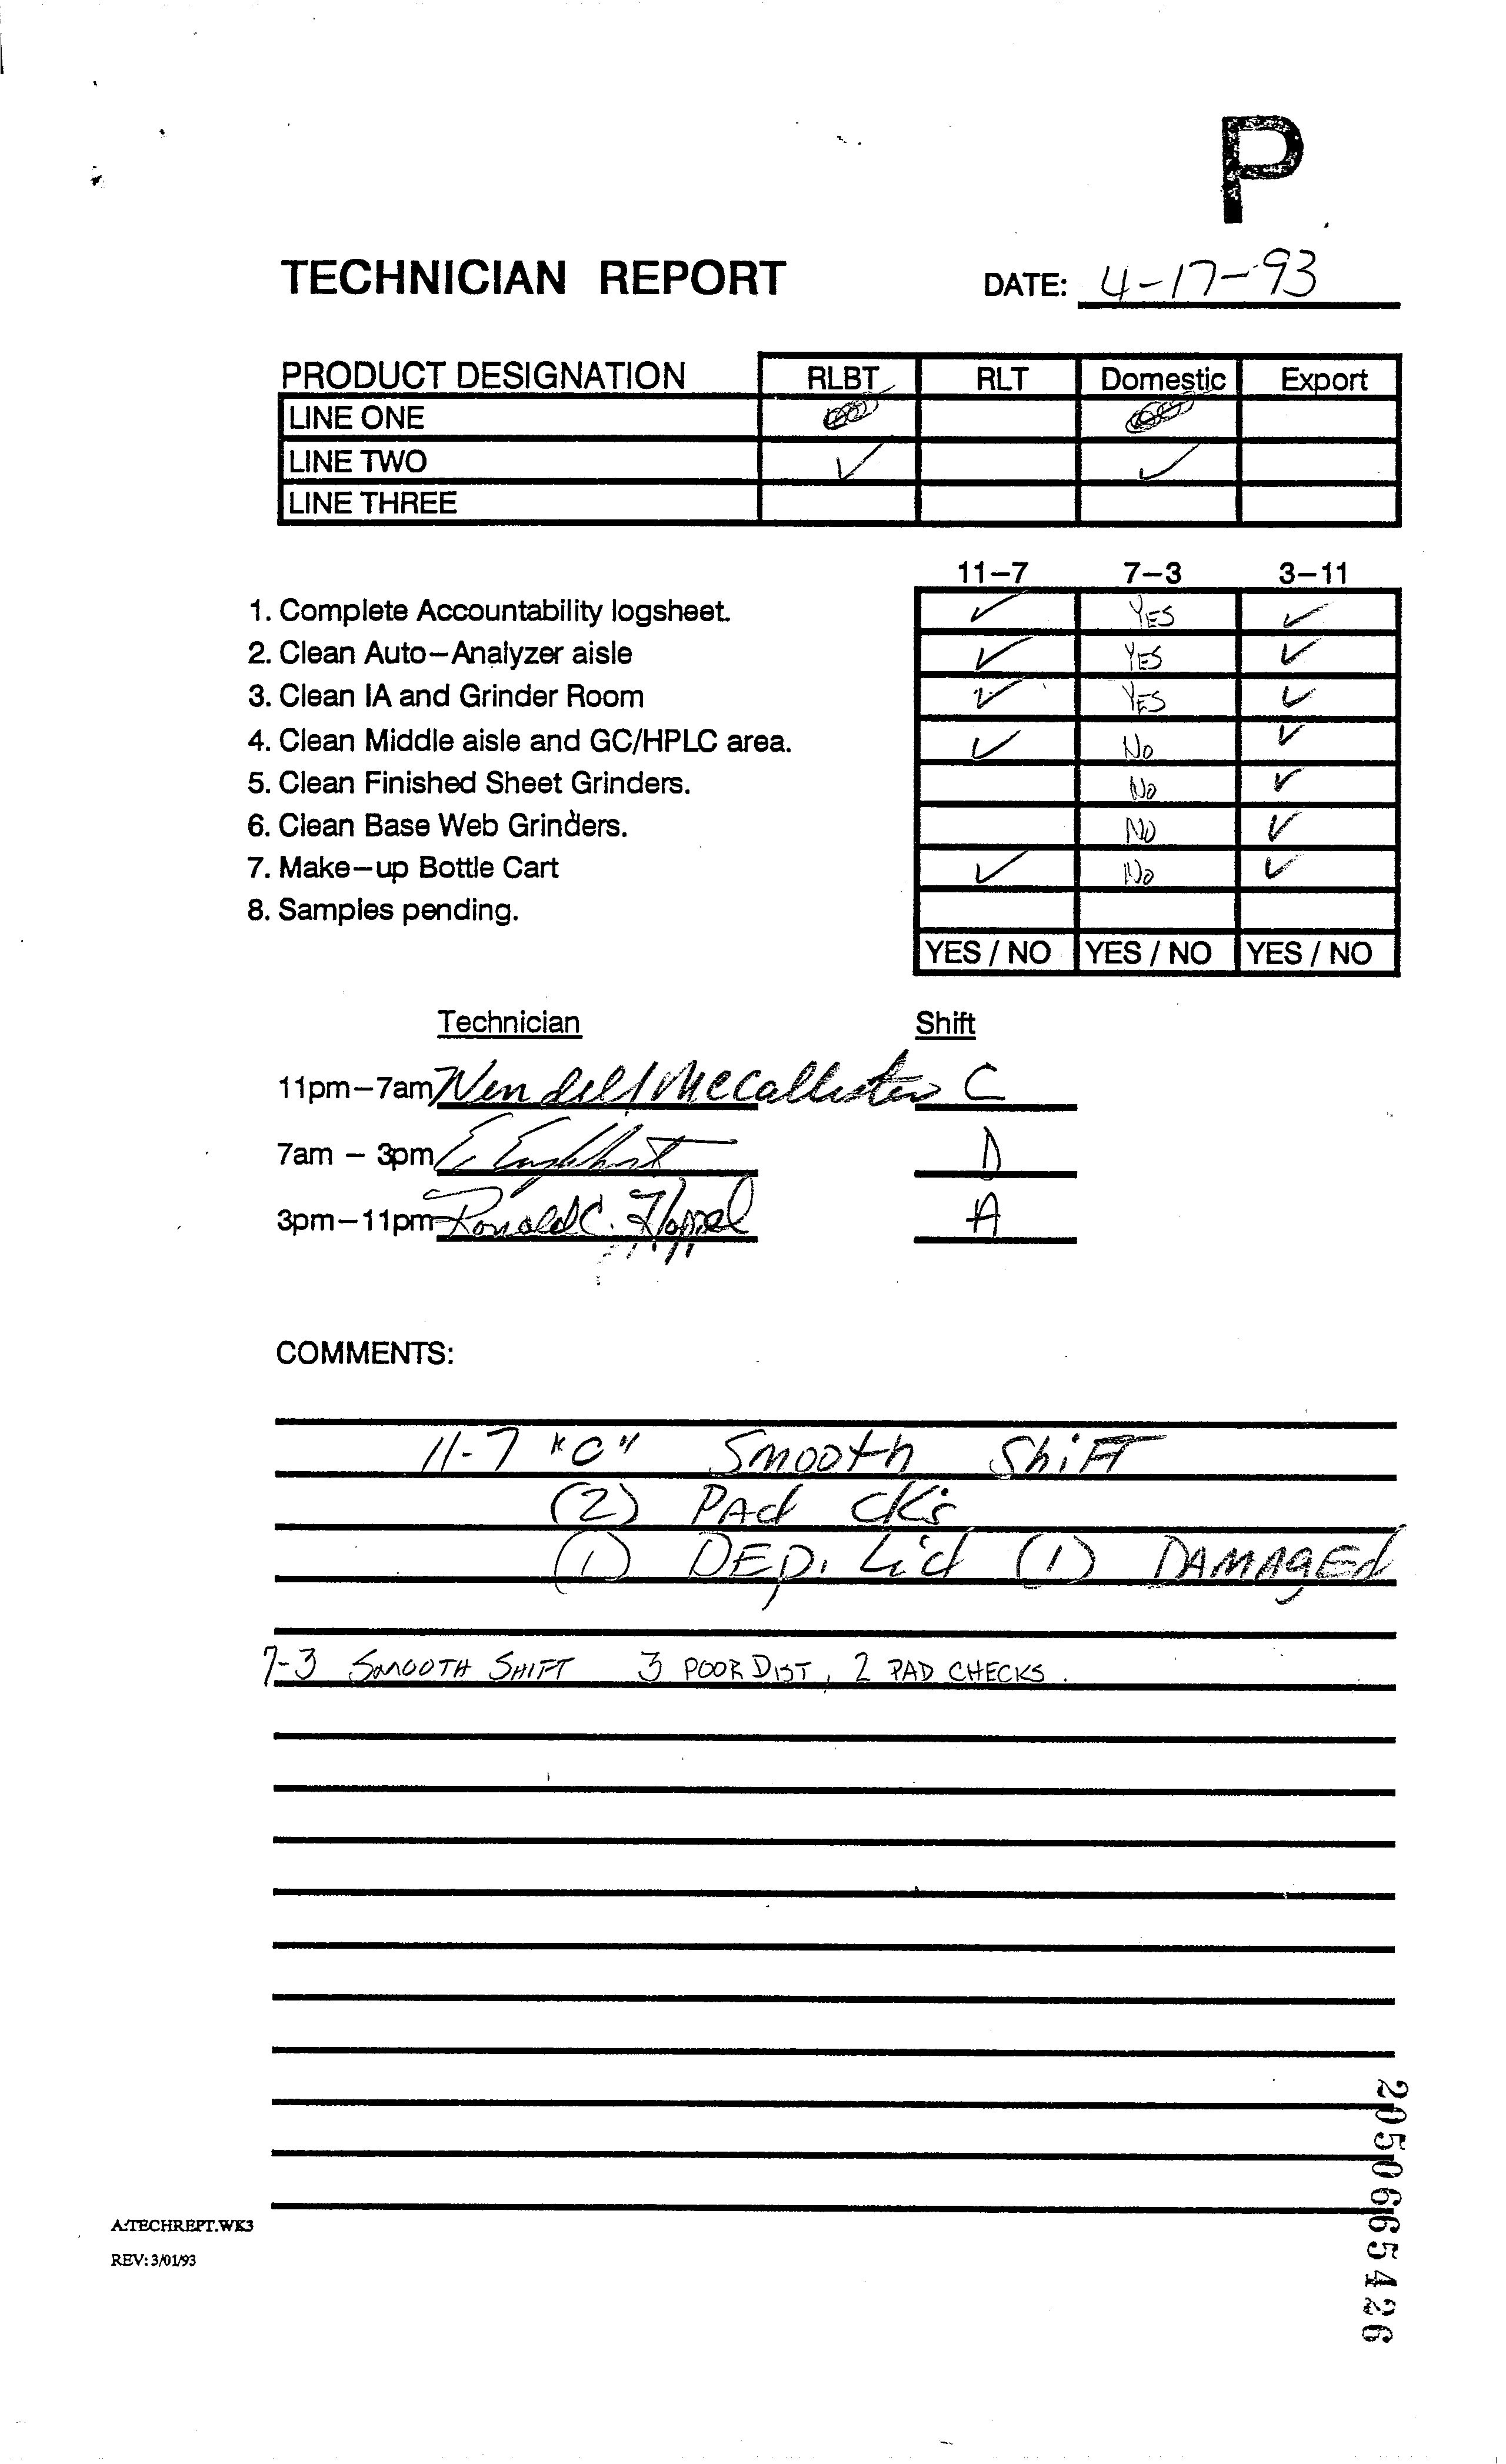 P
TECHNICIAN REPORT DATE: 4-17-93
PRODUCT DESIGNATION RLBT RLT Domestic Export
LINE ONE
LINE TWO ✓ ✓
LINE THREE
11-7 7-3 3-11
1. Complete Accountability logsheet. ✓ YES ✓
2. Clean Auto-Analyzer aisle ✓ YES ✓
3. Clean IA and Grinder Room ✓ YES ✓
4. Clean Middle aisle and GC/HPLC area. ✓ No ✓
5. Clean Finished Sheet Grinders. No ✓
6. Clean Base Web Grinders. No ✓
7. Make-up Bottle Cart ✓ No ✓
8. Samples pending.
YES / NO YES / NO YES / NO
Technician Shift
11pm-7am Wendell McCallister C
7am - 3pm E. D
3pm-11pm Ronald C. A
COMMENTS:
11-7 "C" Smooth Shift
(2) PAd cKs
(1) DEp. Lid (1) DAMAGEd
7-3 SMOOTH SHIFT 3 POOR DIST, 2 PAD CHECKS.
A:TECHREPT.WK3
REV: 3/01/93
2050665426